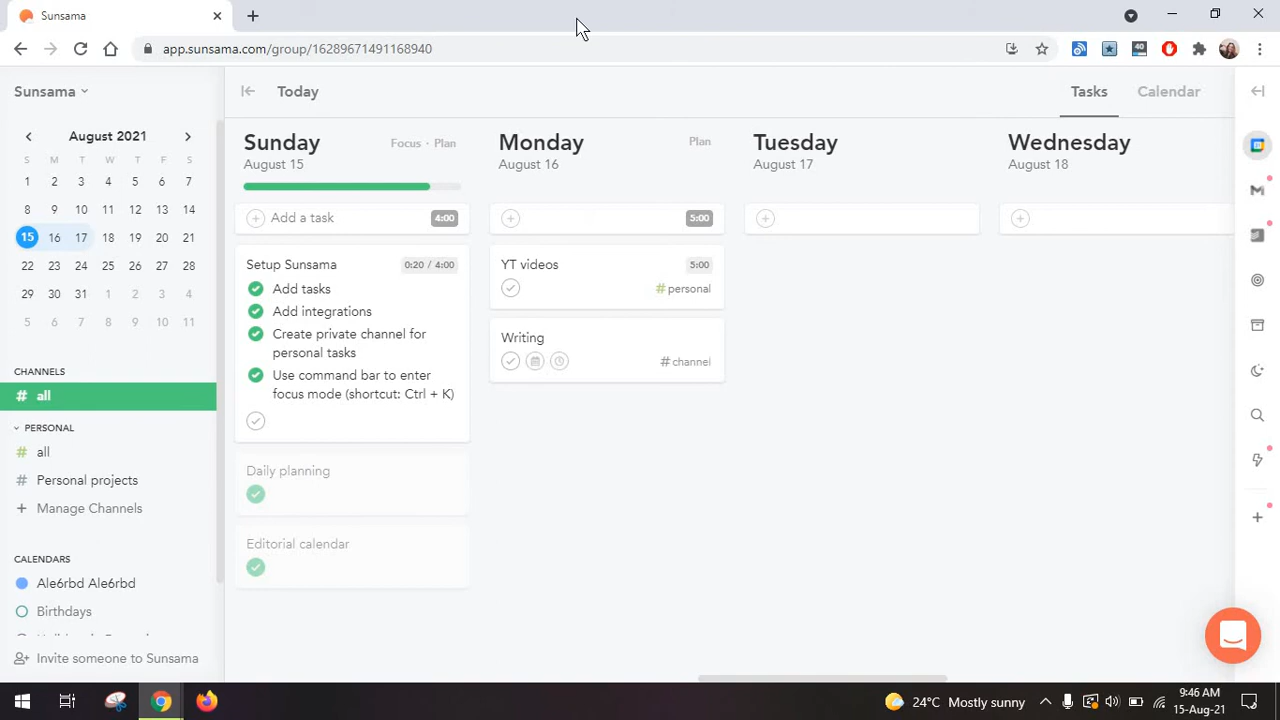 Sunsama
app.sunsama.com/group/16289671491168940
40
Sunsama
Today
Tasks
Calendar
August 2021
S M T W T F S
1 2 3 4 5 6 7
8 9 10 11 12 13 14
15 16 17 18 19 20 21
22 23 24 25 26 27 28
29 30 31 1 2 3 4
5 6 7 8 9 10 11
CHANNELS
# all
PERSONAL
# all
# Personal projects
+ Manage Channels
CALENDARS
Ale6rbd Ale6rbd
Birthdays
Invite someone to Sunsama
Sunday
Focus · Plan
August 15
Add a task 4:00
Setup Sunsama 0:20 / 4:00
Add tasks
Add integrations
Create private channel for
personal tasks
Use command bar to enter
focus mode (shortcut: Ctrl + K)
Daily planning
Editorial calendar
Monday
Plan
August 16
5:00
YT videos 5:00
#personal
Writing
#channel
Tuesday
August 17
Wednesday
August 18
24°C Mostly sunny
9:46 AM
15-Aug-21